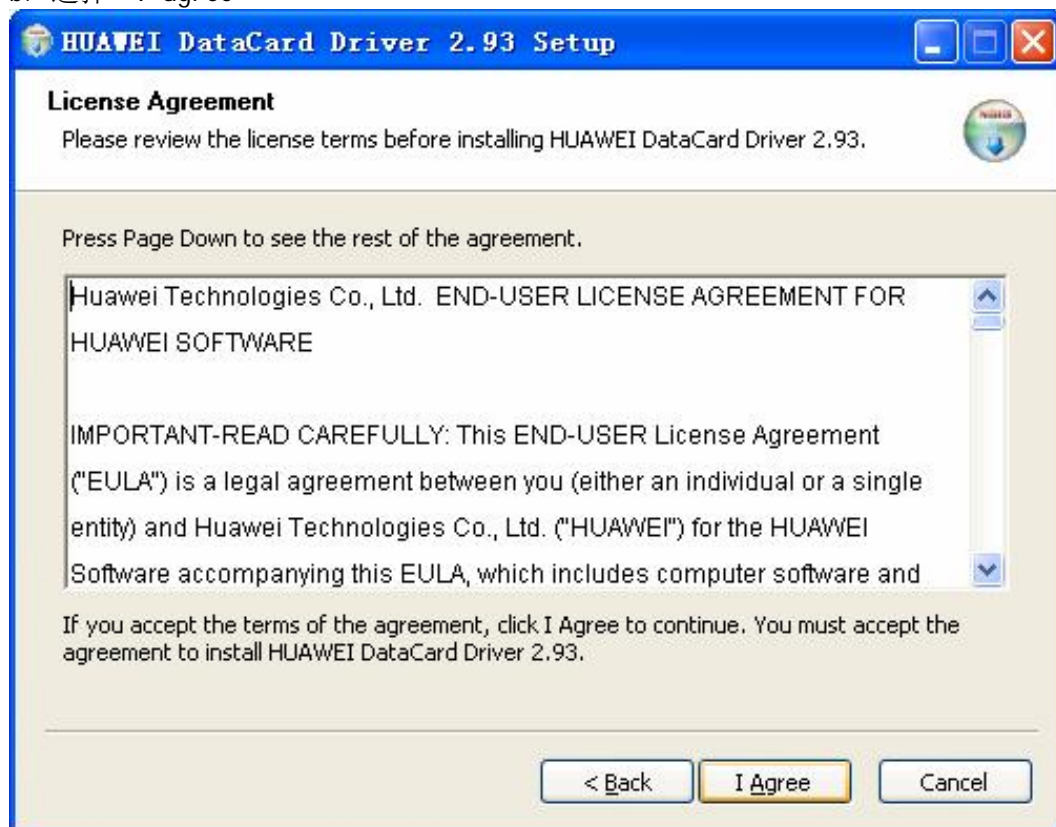 HUAWEI DataCard Driver 2.93 Setup
License Agreement
Please review the license terms before installing HUAWEI DataCard Driver 2.93.
Press Page Down to see the rest of the agreement.
Huawei Technologies Co., Ltd.  END-USER LICENSE AGREEMENT FOR
HUAWEI SOFTWARE
IMPORTANT-READ CAREFULLY: This END-USER License Agreement
("EULA") is a legal agreement between you (either an individual or a single
entity) and Huawei Technologies Co., Ltd. ("HUAWEI") for the HUAWEI
Software accompanying this EULA, which includes computer software and
If you accept the terms of the agreement, click I Agree to continue. You must accept the
agreement to install HUAWEI DataCard Driver 2.93.
< Back
I Agree
Cancel